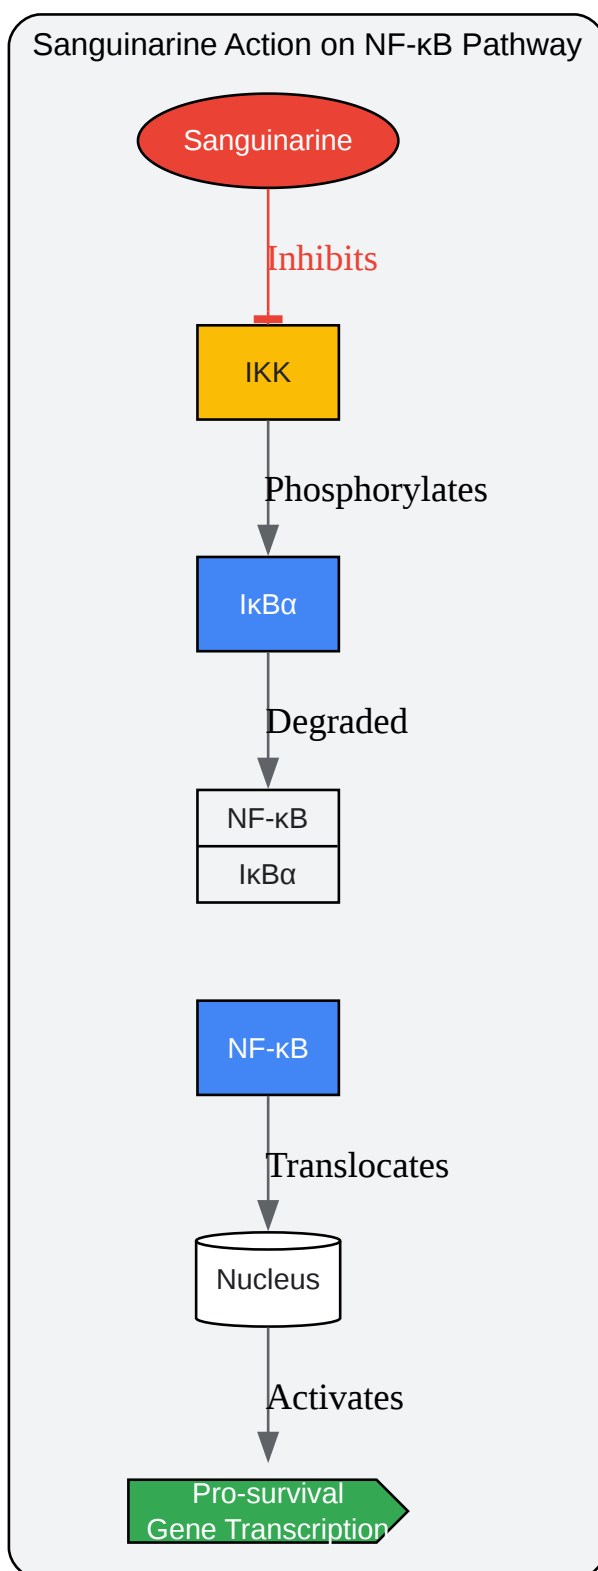 Sanguinarine Action on NF-κB Pathway
Sanguinarine
Inhibits
IKK
Phosphorylates
IκBα
Degraded
NF-κB
IκBα
NF-κB
Translocates
Nucleus
Activates
Pro-survival
Gene Transcription